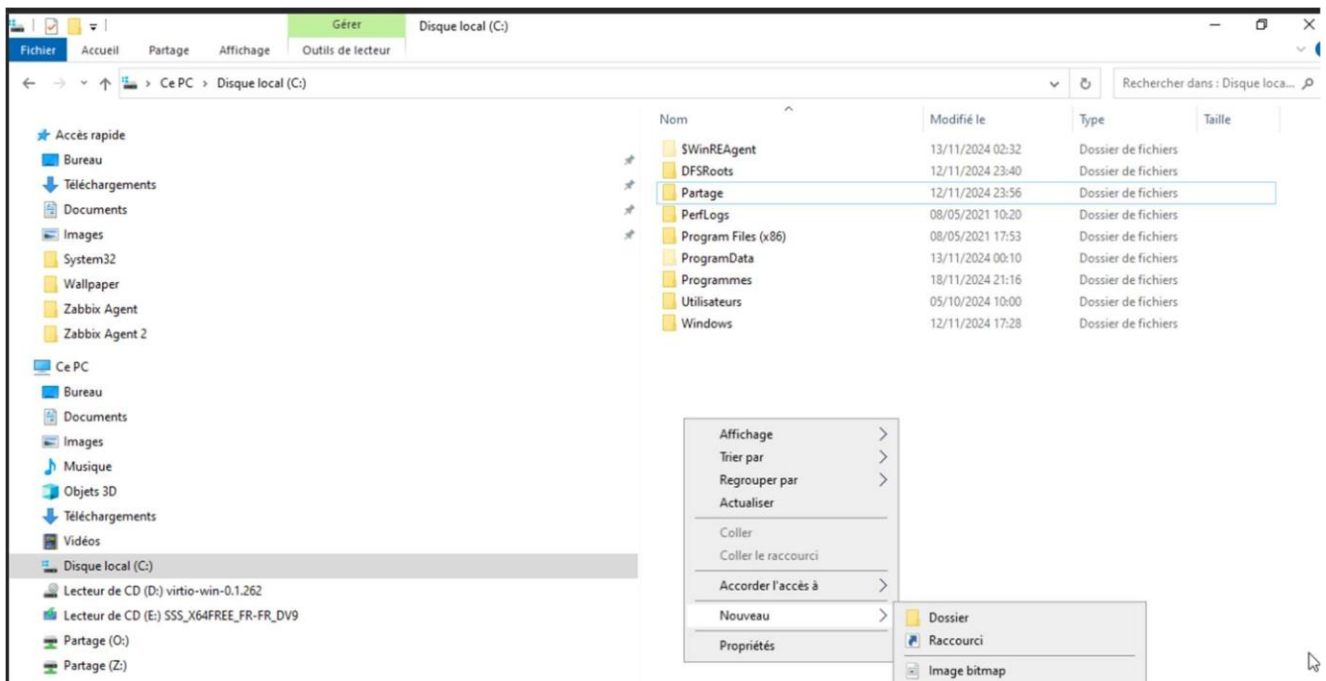 Gérer
Disque local (C:)
Fichier
Accueil
Partage
Affichage
Outils de lecteur
Ce PC
Disque local (C:)
Rechercher dans : Disque loca...
Accès rapide
Bureau
Téléchargements
Documents
Images
System32
Wallpaper
Zabbix Agent
Zabbix Agent 2
Ce PC
Bureau
Documents
Images
Musique
Objets 3D
Téléchargements
Vidéos
Disque local (C:)
Lecteur de CD (D:) virtio-win-0.1.262
Lecteur de CD (E:) SSS_X64FREE_FR-FR_DV9
Partage (O:)
Partage (Z:)
Nom Modifié le Type Taille
$WinREAgent 13/11/2024 02:32 Dossier de fichiers
DFSRoots 12/11/2024 23:40 Dossier de fichiers
Partage 12/11/2024 23:56 Dossier de fichiers
PerfLogs 08/05/2021 10:20 Dossier de fichiers
Program Files (x86) 08/05/2021 17:53 Dossier de fichiers
ProgramData 13/11/2024 00:10 Dossier de fichiers
Programmes 18/11/2024 21:16 Dossier de fichiers
Utilisateurs 05/10/2024 10:00 Dossier de fichiers
Windows 12/11/2024 17:28 Dossier de fichiers
Affichage
Trier par
Regrouper par
Actualiser
Coller
Coller le raccourci
Accorder l'accès à
Nouveau
Propriétés
Dossier
Raccourci
Image bitmap